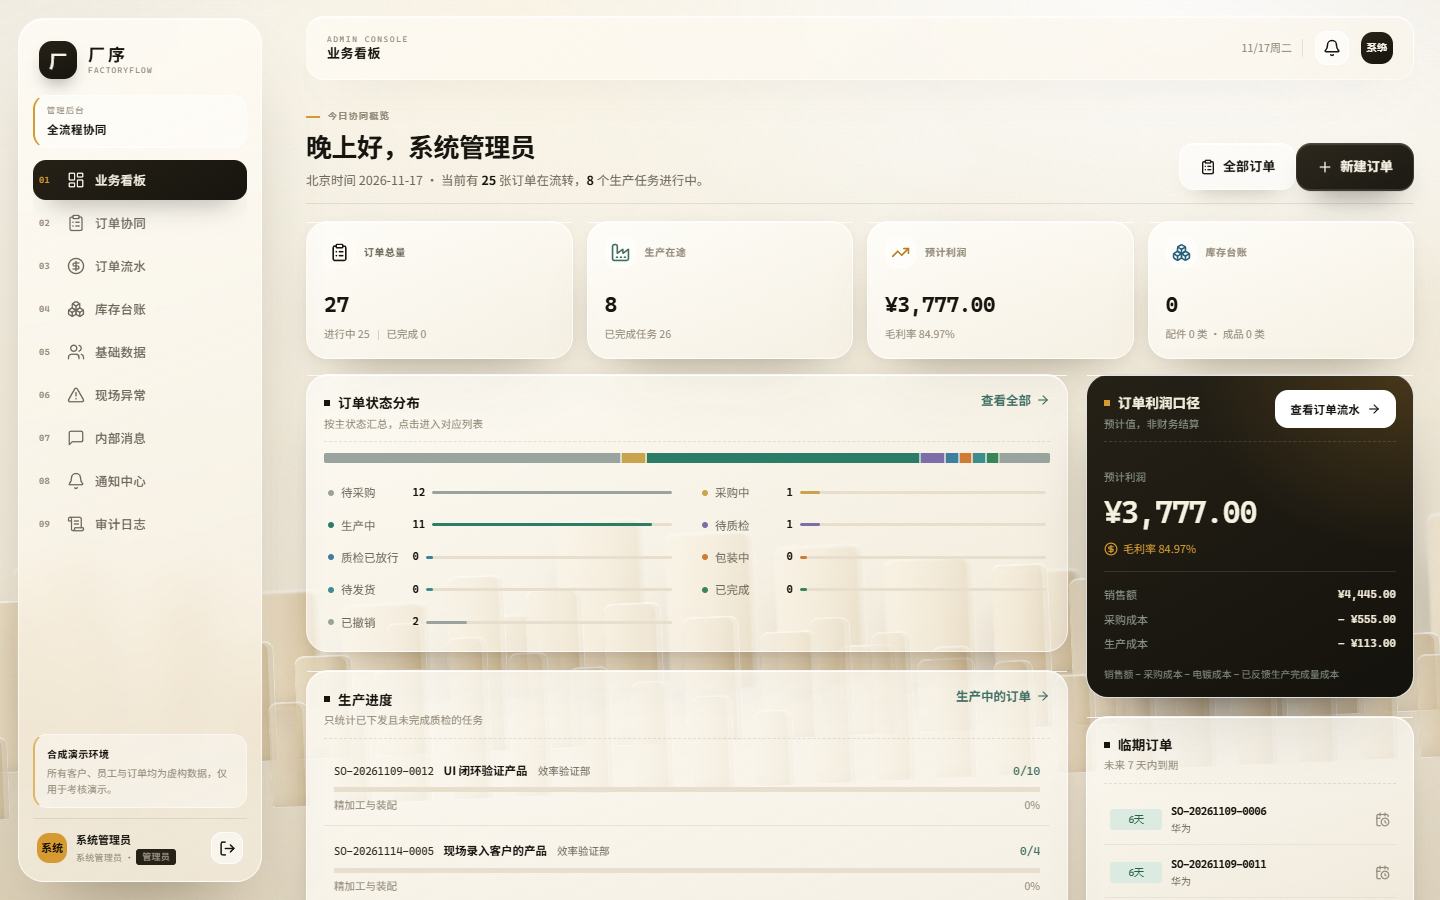 厂序
FACTORYFLOW
管理后台
全流程协同
01 业务看板
02 订单协同
03 订单流水
04 库存台账
05 基础数据
06 现场异常
07 内部消息
08 通知中心
09 审计日志
合成演示环境
所有客户、员工与订单均为虚构数据，仅
用于考核演示。
系统
系统管理员
系统管理员 · 管理员
ADMIN CONSOLE
业务看板
11/17周二
系统
今日协同概览
晚上好，系统管理员
北京时间 2026-11-17 · 当前有 25 张订单在流转，8 个生产任务进行中。
全部订单
新建订单
订单总量
27
进行中 25 | 已完成 0
生产在途
8
已完成任务 26
预计利润
¥3,777.00
毛利率 84.97%
库存台账
0
配件 0 类 · 成品 0 类
订单状态分布
按主状态汇总，点击进入对应列表
查看全部
待采购 12
采购中 1
生产中 11
待质检 1
质检已放行 0
包装中 0
待发货 0
已完成 0
已撤销 2
生产进度
只统计已下发且未完成质检的任务
生产中的订单
SO-20261109-0012 UI 闭环验证产品 效率验证部 0/10
精加工与装配 0%
SO-20261114-0005 现场录入客户的产品 效率验证部 0/4
精加工与装配 0%
订单利润口径
预计值，非财务结算
查看订单流水
预计利润
¥3,777.00
毛利率 84.97%
销售额 ¥4,445.00
采购成本 − ¥555.00
生产成本 − ¥113.00
销售额 − 采购成本 − 电镀成本 − 已反馈生产完成量成本
临期订单
未来 7 天内到期
6天
SO-20261109-0006
华为
6天
SO-20261109-0011
华为